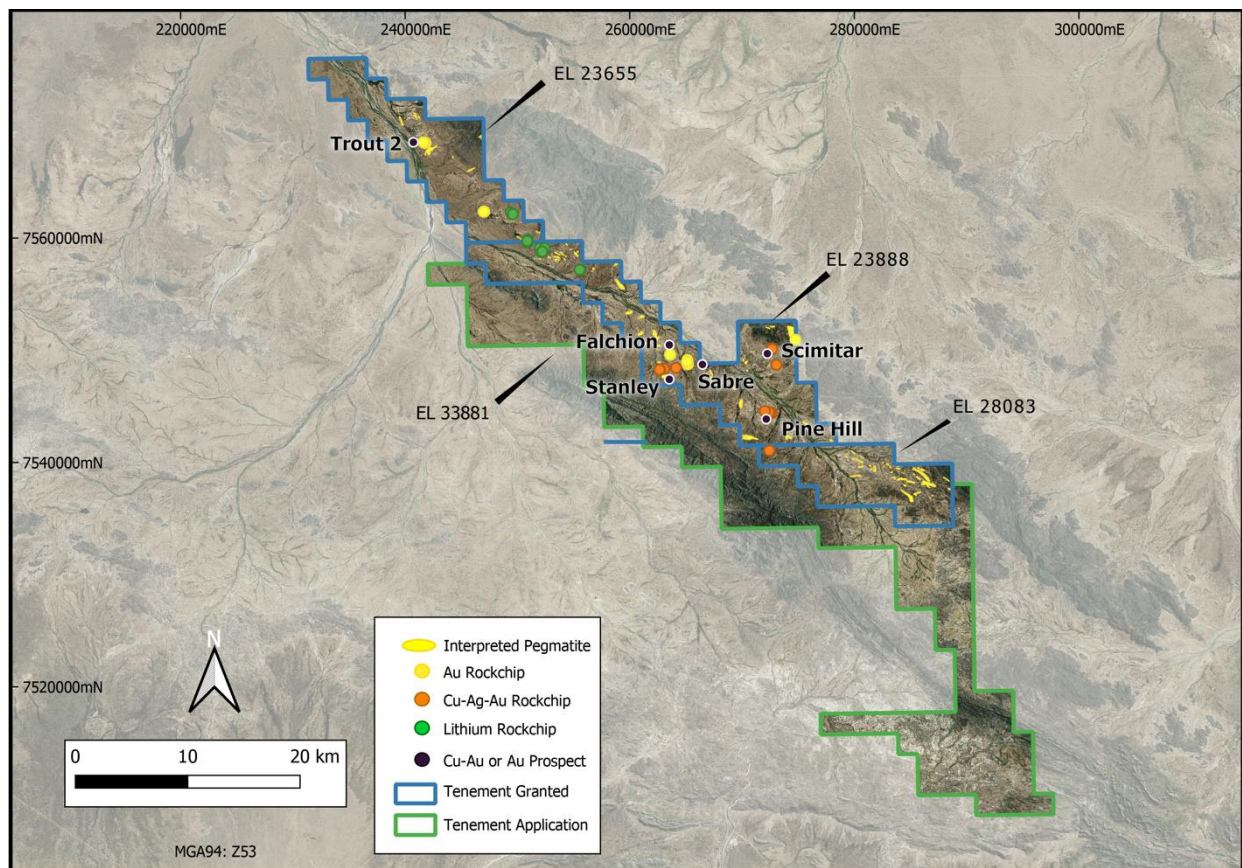 220000mE
240000mE
260000mE
280000mE
300000mE
EL 23655
Trout 2
7560000mN
EL 23888
Falchion
Scimitar
Stanley
Sabre
EL 33881
EL 28083
Pine Hill
7540000mN
7520000mN
N
0 10 20 km
MGA94: Z53
Interpreted Pegmatite
Au Rockchip
Cu-Ag-Au Rockchip
Lithium Rockchip
Cu-Au or Au Prospect
Tenement Granted
Tenement Application